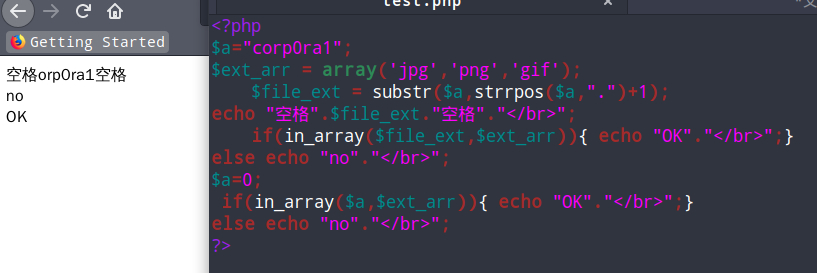 Getting Started
空格orp0ra1空格
no
OK
test.php
<?php
$a="corp0ra1";
$ext_arr = array('jpg','png','gif');
    $file_ext = substr($a,strrpos($a,".")+1);
echo "空格".$file_ext."空格"."</br>";
    if(in_array($file_ext,$ext_arr)){ echo "OK"."</br>";}
else echo "no"."</br>";
$a=0;
 if(in_array($a,$ext_arr)){ echo "OK"."</br>";}
else echo "no"."</br>";
?>